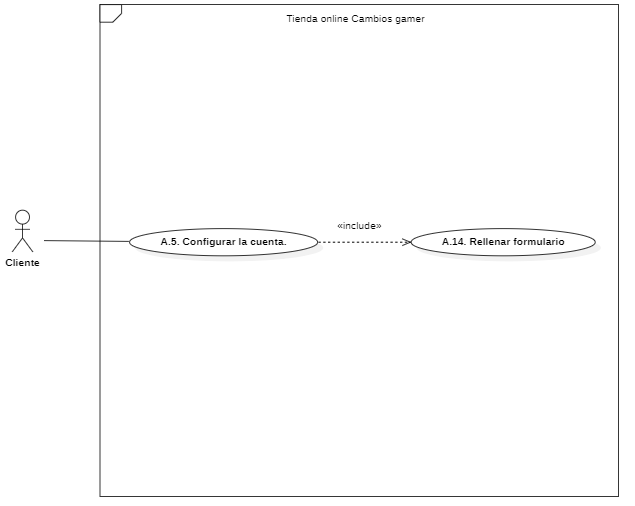 Tienda online Cambios gamer
«include»
A.5. Configurar la cuenta.
A.14. Rellenar formulario
Cliente